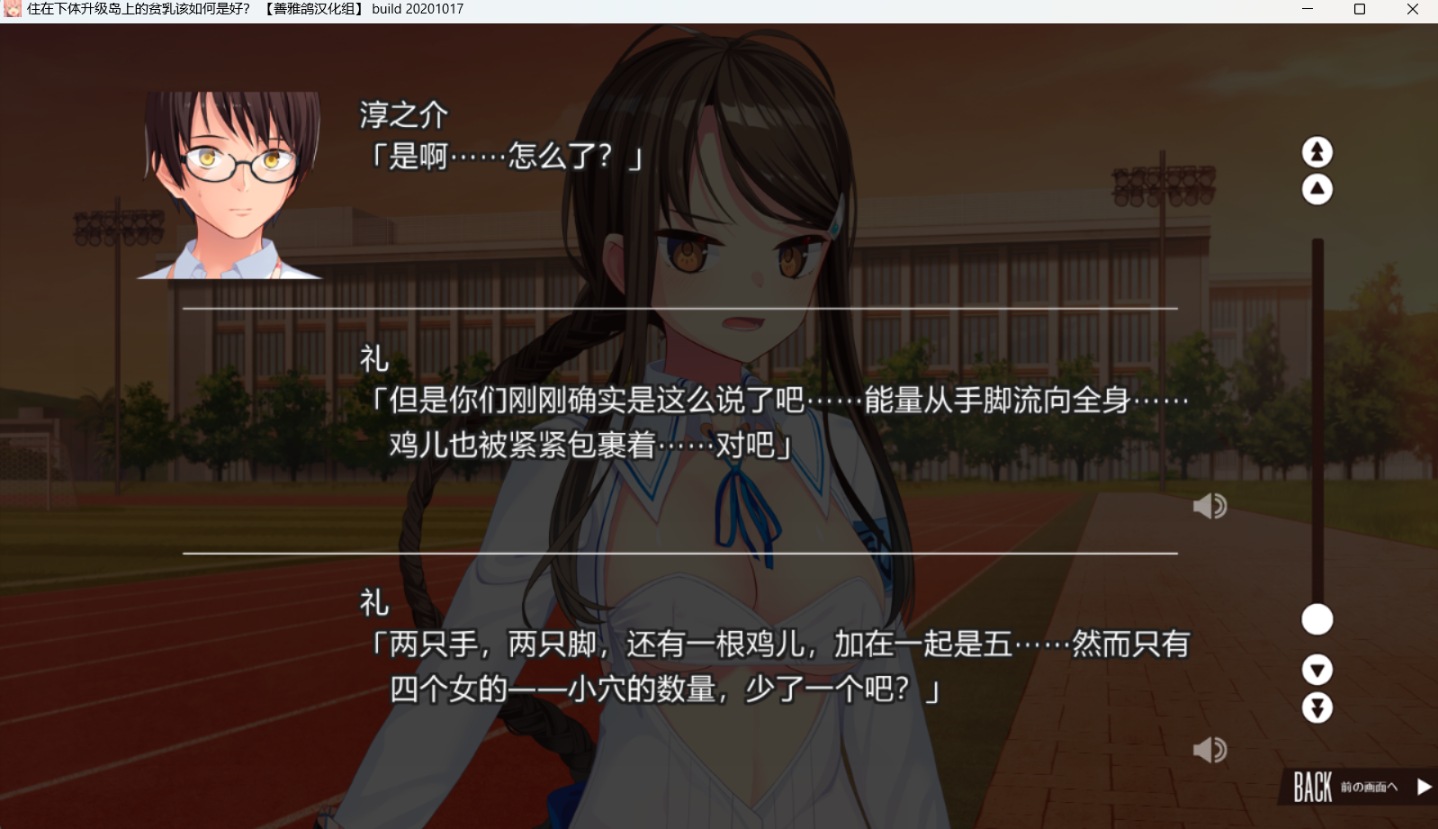 住在下体升级岛上的贫乳该如何是好？ 【善雅鸽汉化组】 build 20201017
淳之介
「是啊……怎么了？」
礼
「但是你们刚刚确实是这么说了吧……能量从手脚流向全身……
鸡儿也被紧紧包裹着……对吧」
礼
「两只手，两只脚，还有一根鸡儿，加在一起是五……然而只有
四个女的——小穴的数量，少了一个吧？」
BACK 前の画面へ